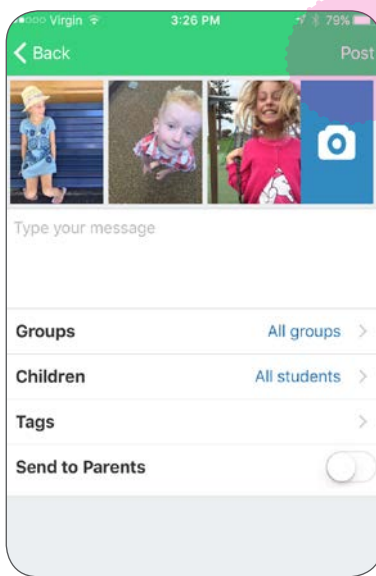 Virgin 3:26 PM 79%
Back Post
Type your message
Groups All groups
Children All students
Tags
Send to Parents